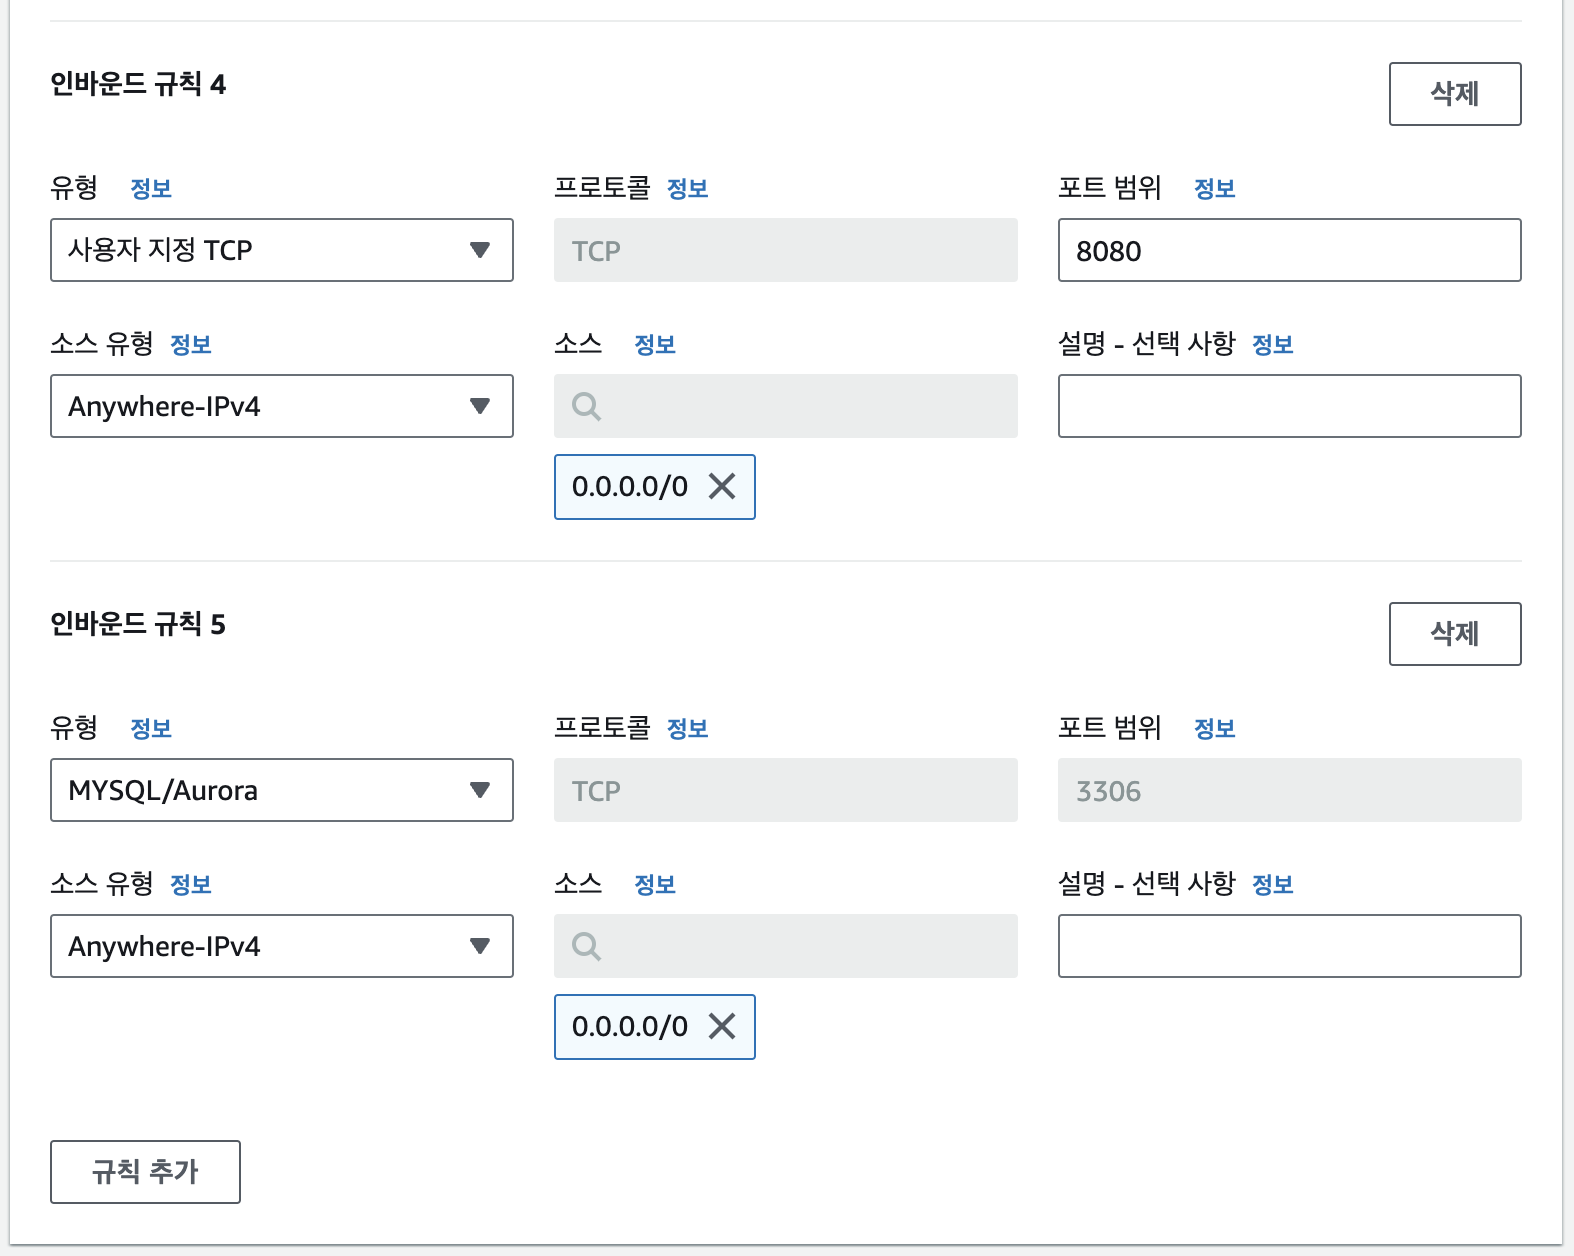 인바운드 규칙 4
삭제
유형 정보
프로토콜 정보
포트 범위 정보
사용자 지정 TCP
TCP
8080
소스 유형 정보
소스 정보
설명 - 선택 사항 정보
Anywhere-IPv4
0.0.0.0/0
인바운드 규칙 5
삭제
유형 정보
프로토콜 정보
포트 범위 정보
MYSQL/Aurora
TCP
3306
소스 유형 정보
소스 정보
설명 - 선택 사항 정보
Anywhere-IPv4
0.0.0.0/0
규칙 추가